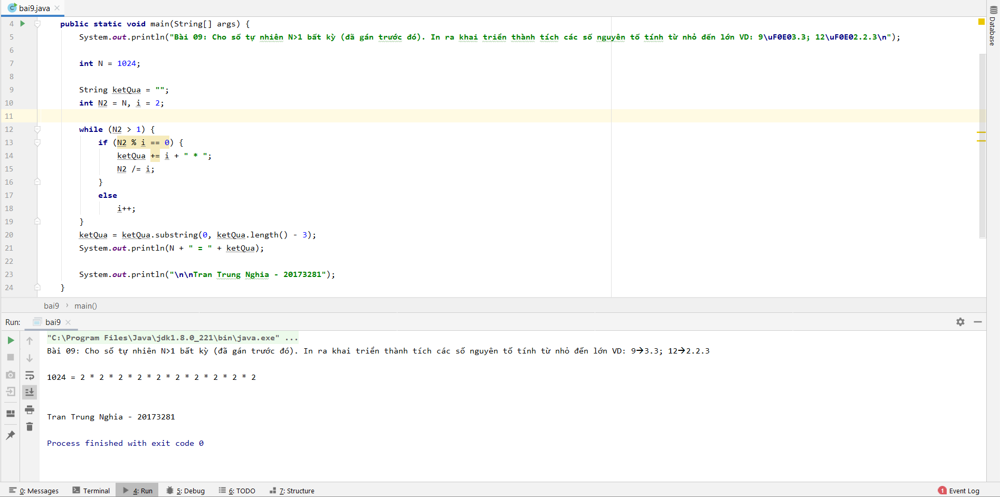 bai9.java
4 public static void main(String[] args) {
5 System.out.println("Bài 09: Cho số tự nhiên N>1 bất kỳ (đã gán trước đó). In ra khai triển thành tích các số nguyên tố tính từ nhỏ đến lớn VD: 9\uF0E03.3; 12\uF0E02.2.3\n");
6
7 int N = 1024;
8
9 String ketQua = "";
10 int N2 = N, i = 2;
11
12 while (N2 > 1) {
13 if (N2 % i == 0) {
14 ketQua += i + " * ";
15 N2 /= i;
16 }
17 else
18 i++;
19 }
20 ketQua = ketQua.substring(0, ketQua.length() - 3);
21 System.out.println(N + " = " + ketQua);
22
23 System.out.println("\n\nTran Trung Nghia - 20173281");
24 }
Database
bai9 › main()
Run: bai9
"C:\Program Files\Java\jdk1.8.0_221\bin\java.exe" ...
Bài 09: Cho số tự nhiên N>1 bất kỳ (đã gán trước đó). In ra khai triển thành tích các số nguyên tố tính từ nhỏ đến lớn VD: 9→3.3; 12→2.2.3
1024 = 2 * 2 * 2 * 2 * 2 * 2 * 2 * 2 * 2 * 2
Tran Trung Nghia - 20173281
Process finished with exit code 0
0: Messages Terminal 4: Run 5: Debug 6: TODO 7: Structure 1 Event Log